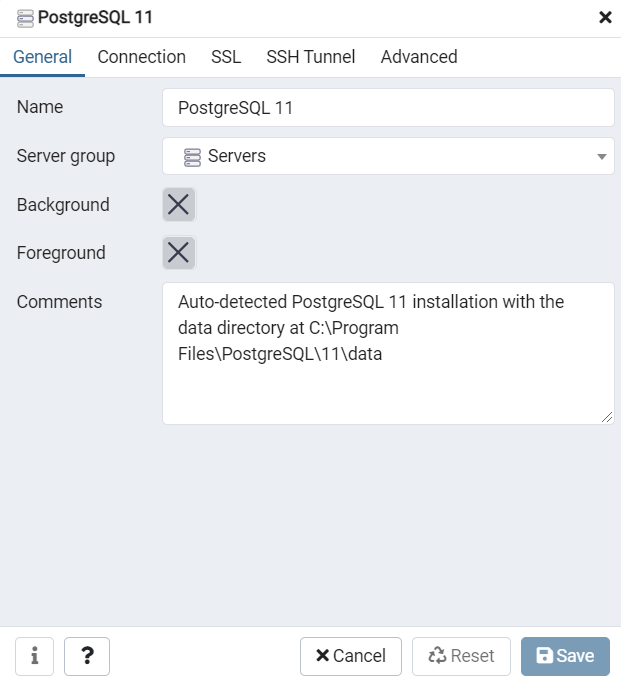 PostgreSQL 11
General Connection SSL SSH Tunnel Advanced
Name PostgreSQL 11
Server group Servers
Background
Foreground
Comments Auto-detected PostgreSQL 11 installation with the
data directory at C:\Program
Files\PostgreSQL\11\data
i ? Cancel Reset Save